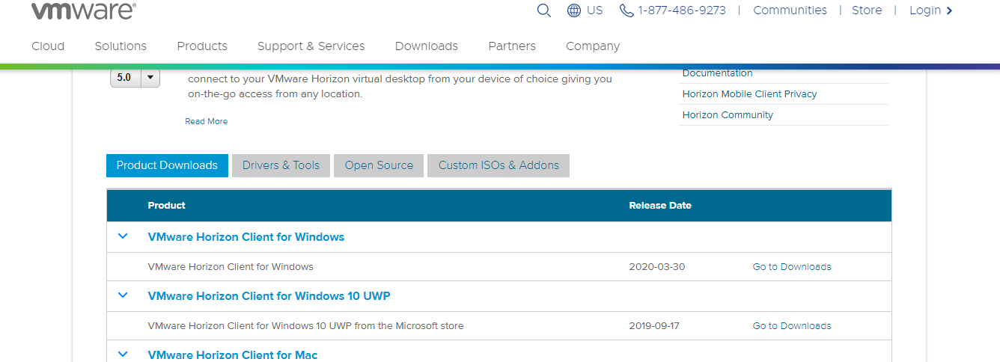 vmware®
US
1-877-486-9273 | Communities | Store | Login
Cloud Solutions Products Support & Services Downloads Partners Company
5.0
connect to your VMware Horizon virtual desktop from your device of choice giving you
on-the-go access from any location.
Read More
Documentation
Horizon Mobile Client Privacy
Horizon Community
Product Downloads Drivers & Tools Open Source Custom ISOs & Addons
Product Release Date
VMware Horizon Client for Windows
VMware Horizon Client for Windows 2020-03-30 Go to Downloads
VMware Horizon Client for Windows 10 UWP
VMware Horizon Client for Windows 10 UWP from the Microsoft store 2019-09-17 Go to Downloads
VMware Horizon Client for Mac